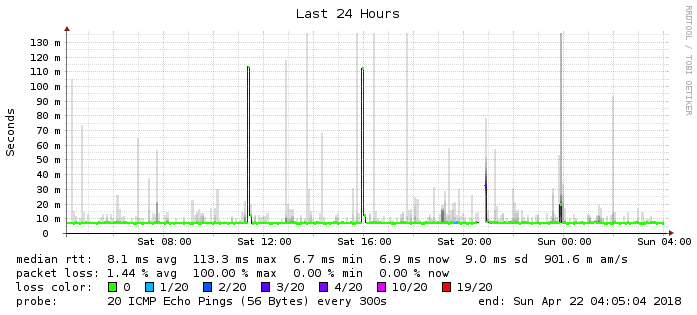 Last 24 Hours
RRDTOOL / TOBI OETIKER
Seconds
130 m
120 m
110 m
100 m
90 m
80 m
70 m
60 m
50 m
40 m
30 m
20 m
10 m
0
Sat 08:00 Sat 12:00 Sat 16:00 Sat 20:00 Sun 00:00 Sun 04:00
median rtt: 8.1 ms avg 113.3 ms max 6.7 ms min 6.9 ms now 9.0 ms sd 901.6 m am/s
packet loss: 1.44 % avg 100.00 % max 0.00 % min 0.00 % now
loss color: 0 1/20 2/20 3/20 4/20 10/20 19/20
probe: 20 ICMP Echo Pings (56 Bytes) every 300s end: Sun Apr 22 04:05:04 2018